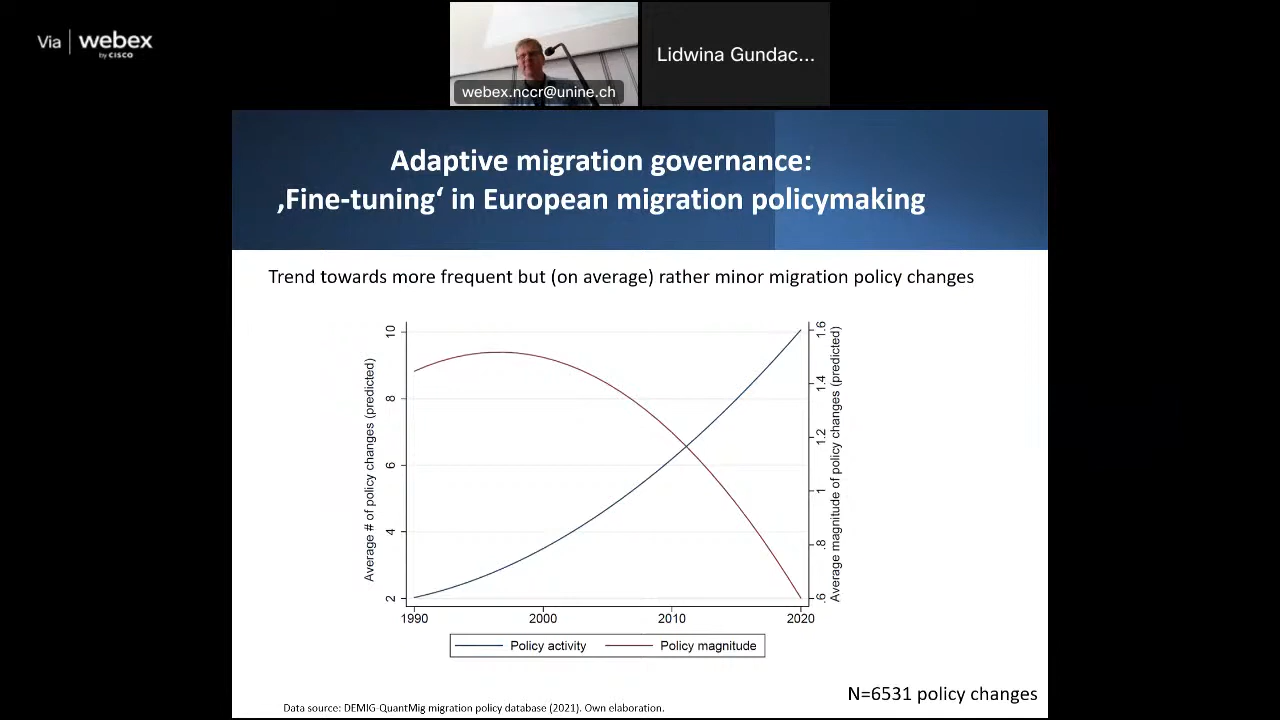 Via webex
by CISCO
webex.nccr@unine.ch
Lidwina Gundac...
Adaptive migration governance:
‚Fine-tuning‘ in European migration policymaking
Trend towards more frequent but (on average) rather minor migration policy changes
Average # of policy changes (predicted)
10
8
6
4
2
1.6
1.4
1.2
1
.8
.6
Average magnitude of policy changes (predicted)
1990 2000 2010 2020
Policy activity Policy magnitude
N=6531 policy changes
Data source: DEMIG-QuantMig migration policy database (2021). Own elaboration.